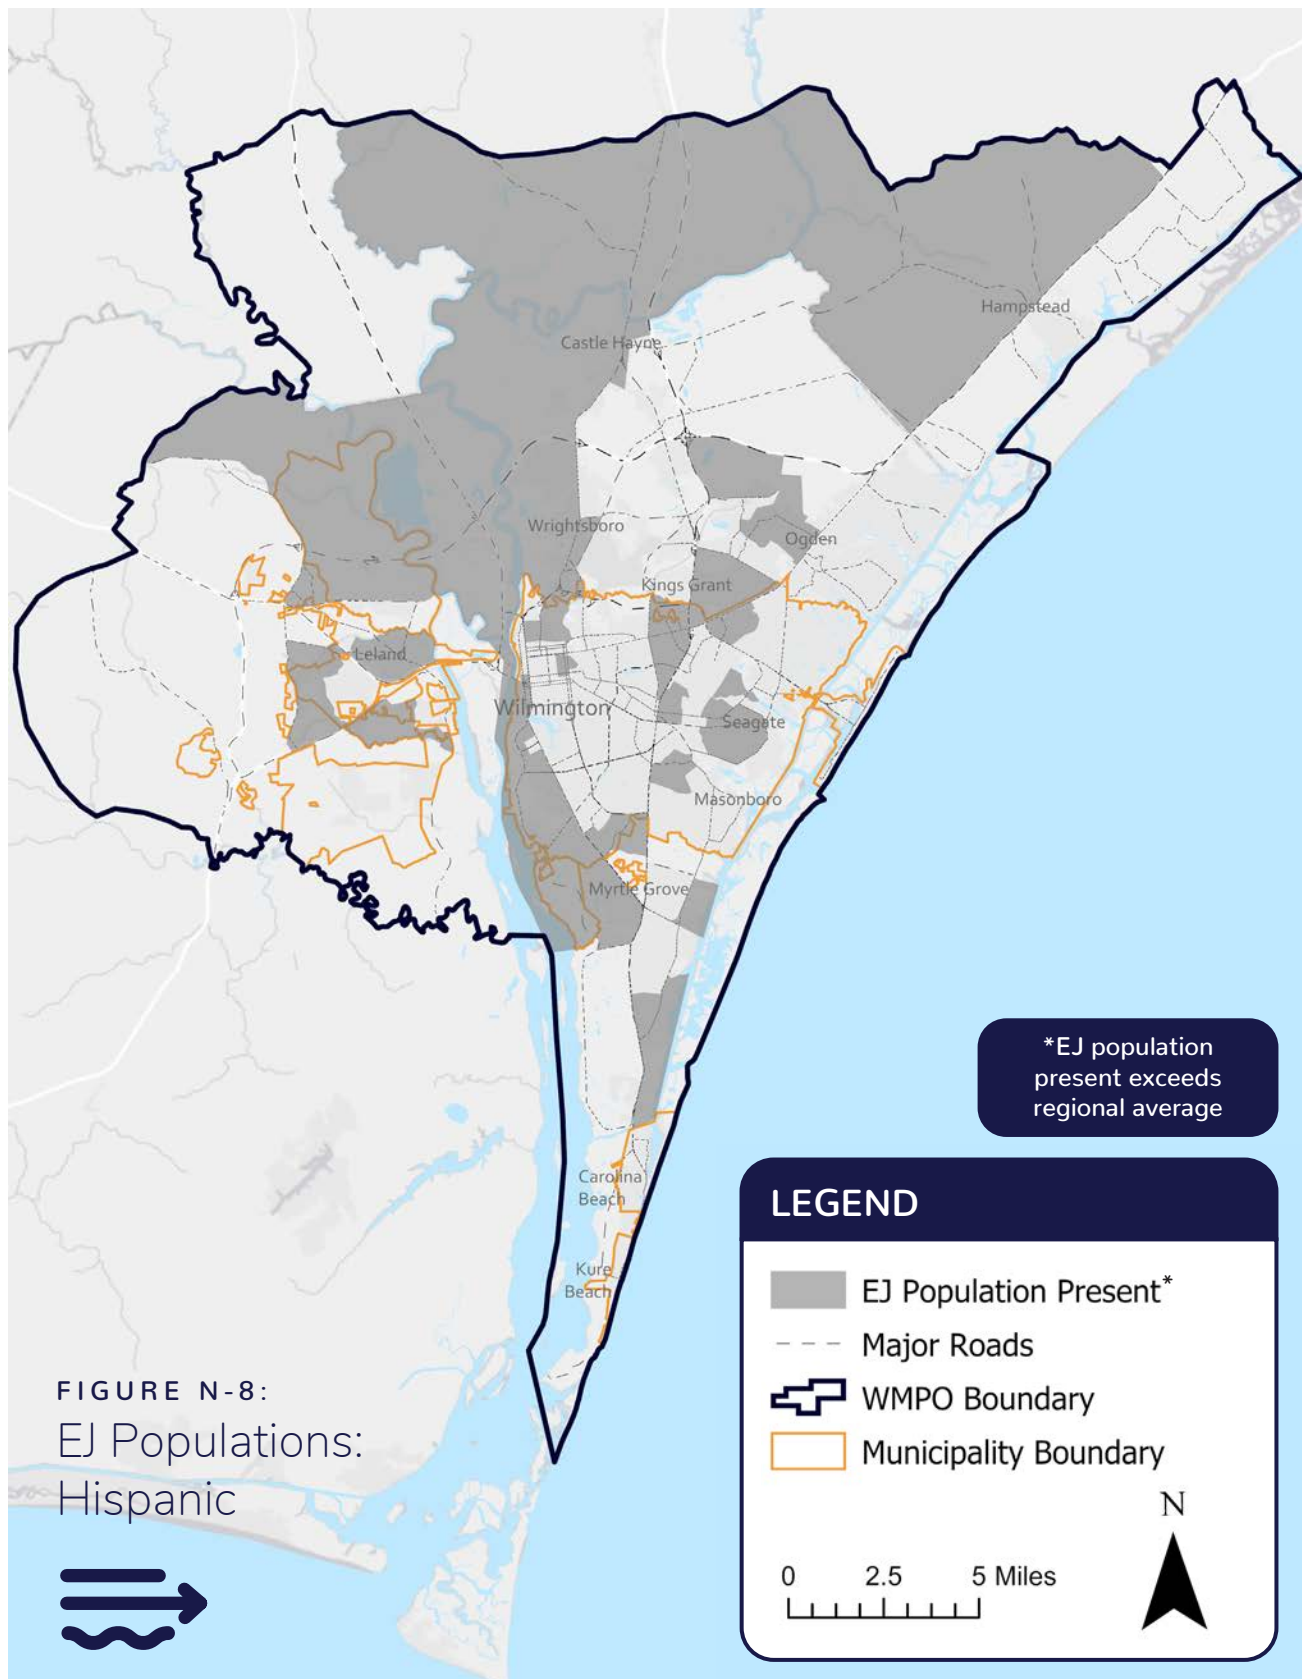 Hampstead
Castle Hayne
Wrightsboro
Ogden
Kings Grant
Leland
Wilmington
Seagate
Masonboro
Myrtle Grove
*EJ population
present exceeds
regional average
Carolina
Beach
Kure
Beach
LEGEND
EJ Population Present*
Major Roads
WMPO Boundary
Municipality Boundary
N
0 2.5 5 Miles
FIGURE N-8:
EJ Populations:
Hispanic